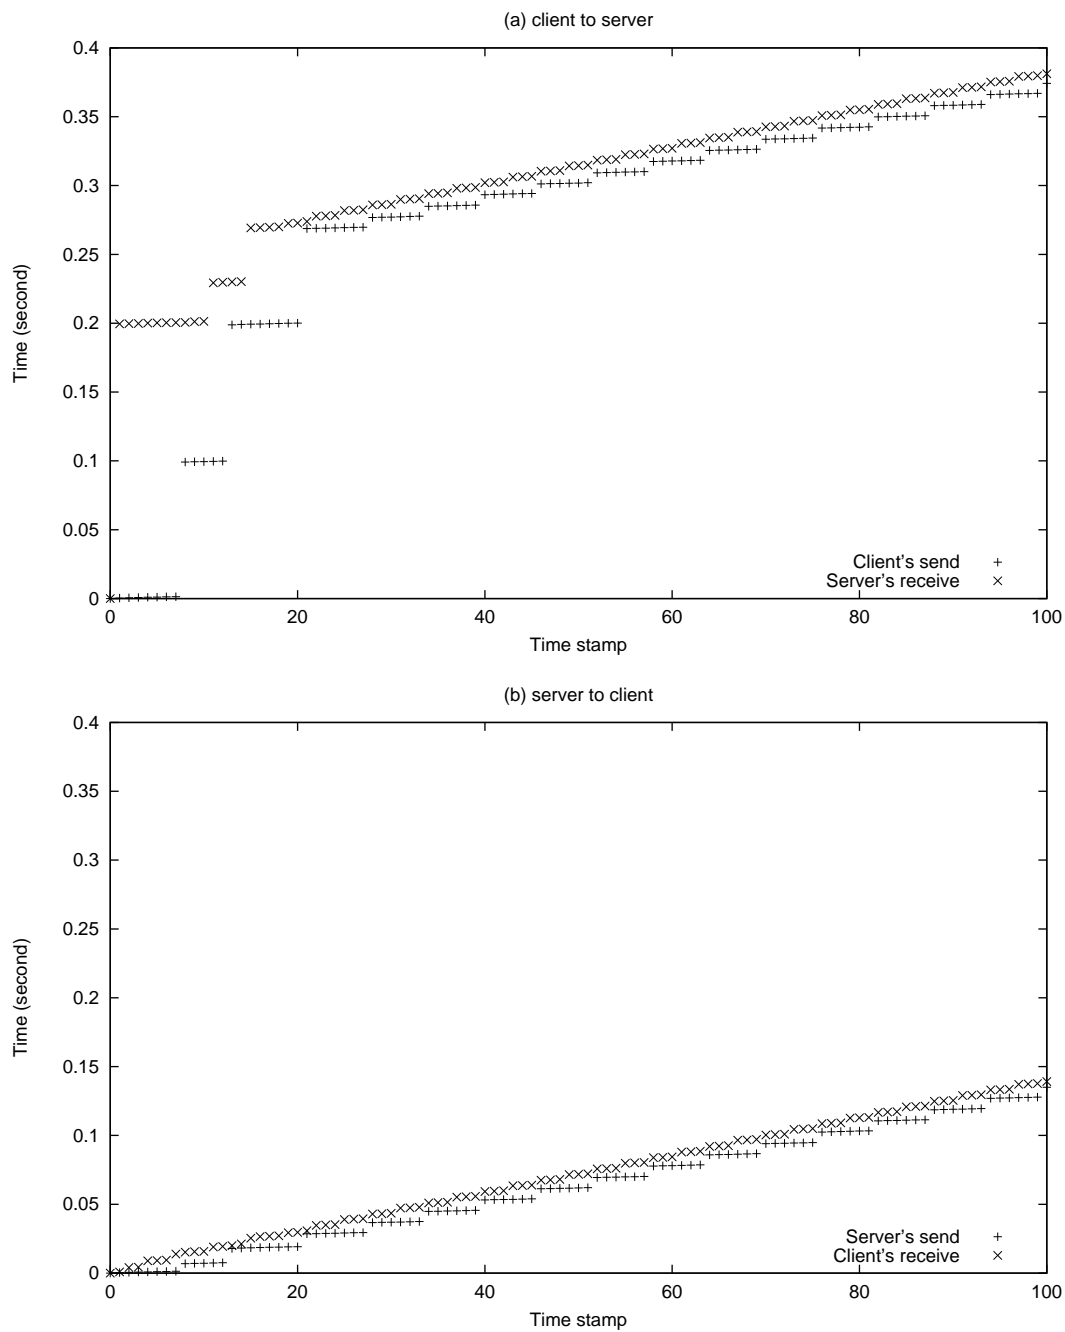 (a) client to server
0.4
0.35
0.3
0.25
0.2
0.15
0.1
0.05
0
Time (second)
Client's send
Server's receive
0 20 40 60 80 100
Time stamp
(b) server to client
0.4
0.35
0.3
0.25
0.2
0.15
0.1
0.05
0
Time (second)
Server's send
Client's receive
0 20 40 60 80 100
Time stamp